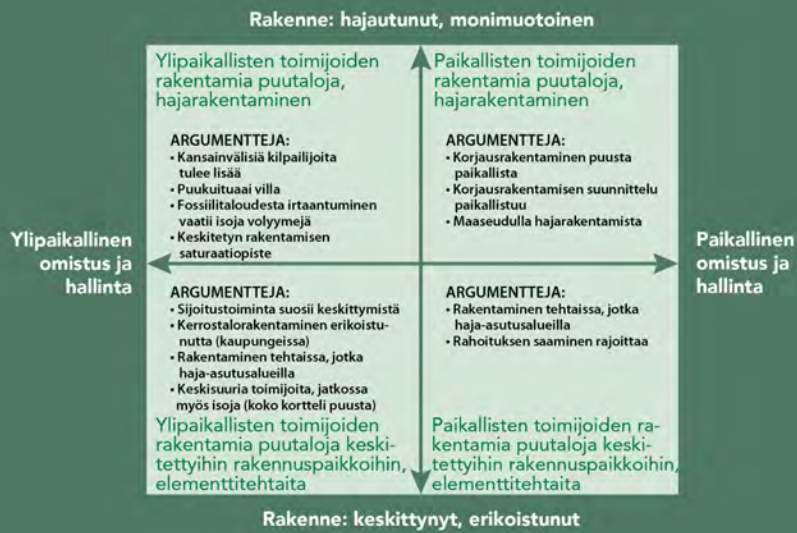 Rakenne: hajautunut, monimuotoinen
Ylipaikallisten toimijoiden
rakentamia puutaloja,
hajarakentaminen
ARGUMENTTEJA:
• Kansainvälisiä kilpailijoita
tulee lisää
• Puukuituaai villa
• Fossiilitaloudesta irtaantuminen
vaatii isoja volyymejä
• Keskitetyn rakentamisen
saturaatiopiste
Paikallisten toimijoiden
rakentamia puutaloja,
hajarakentaminen
ARGUMENTTEJA:
• Korjausrakentaminen puusta
paikallista
• Korjausrakentamisen suunnittelu
paikallistuu
• Maaseudulla hajarakentamista
Ylipaikallinen
omistus ja
hallinta
Paikallinen
omistus ja
hallinta
ARGUMENTTEJA:
• Sijoitustoiminta suosii keskittymistä
• Kerrostalorakentaminen erikoistu-
nutta (kaupungeissa)
• Rakentaminen tehtaissa, jotka
haja-asutusalueilla
• Keskisuuria toimijoita, jatkossa
myös isoja (koko kortteli puusta)
Ylipaikallisten toimijoiden
rakentamia puutaloja keski-
tettyihin rakennuspaikkoihin,
elementtitehtaita
ARGUMENTTEJA:
• Rakentaminen tehtaissa, jotka
haja-asutusalueilla
• Rahoituksen saaminen rajoittaa
Paikallisten toimijoiden ra-
kentamia puutaloja keski-
tettyihin rakennuspaikkoihin,
elementtitehtaita
Rakenne: keskittynyt, erikoistunut